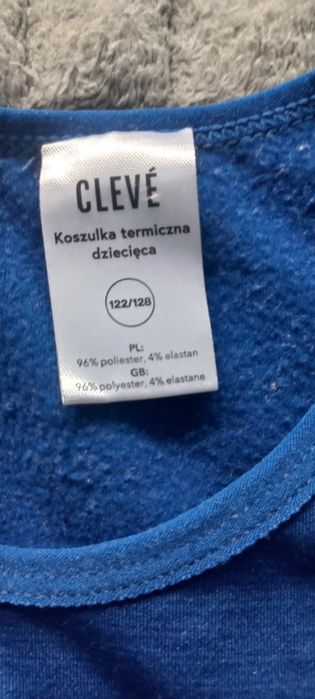 CLEVÉ
Koszulka termiczna
dziecięca
122/128
PL:
96% poliester, 4% elastan
GB:
96% polyester, 4% elastane